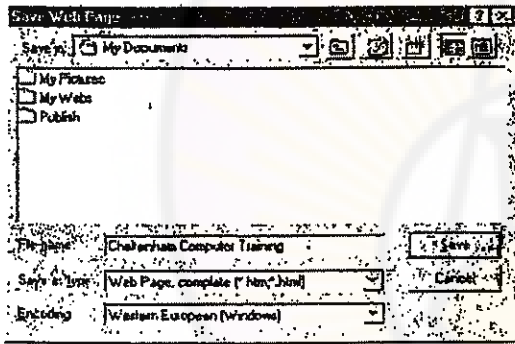 Save Web Page
Save in: My Documents
My Pictures
My Webs
Publish
File name: Cheltenham Computer Training
Save
Save as type: Web Page, complete (*.htm,*.html)
Cancel
Encoding Western European (Windows)